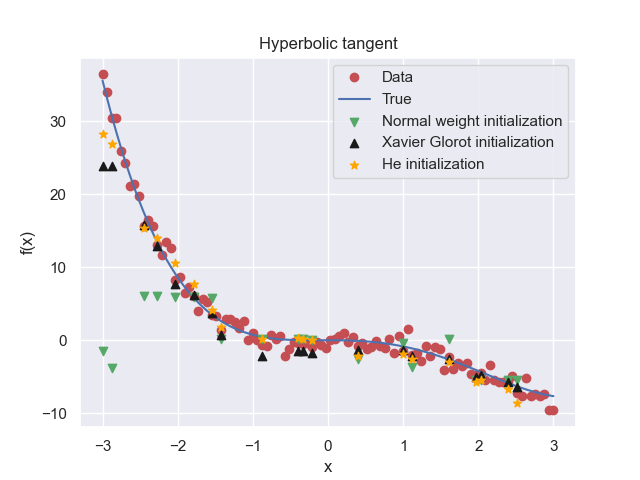 Hyperbolic tangent
Data
True
Normal weight initialization
Xavier Glorot initialization
He initialization
f(x)
30
20
10
0
−10
−3 −2 −1 0 1 2 3
x